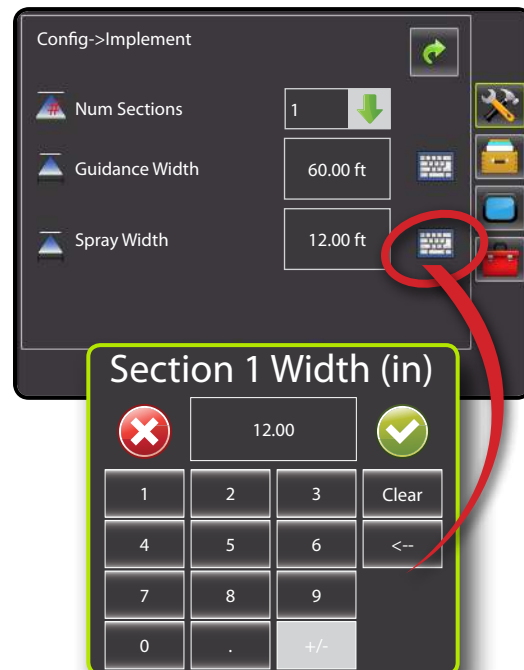 Config->Implement
Num Sections 1
Guidance Width 60.00 ft
Spray Width 12.00 ft
Section 1 Width (in)
12.00
1 2 3 Clear
4 5 6 <--
7 8 9
0 . +/-